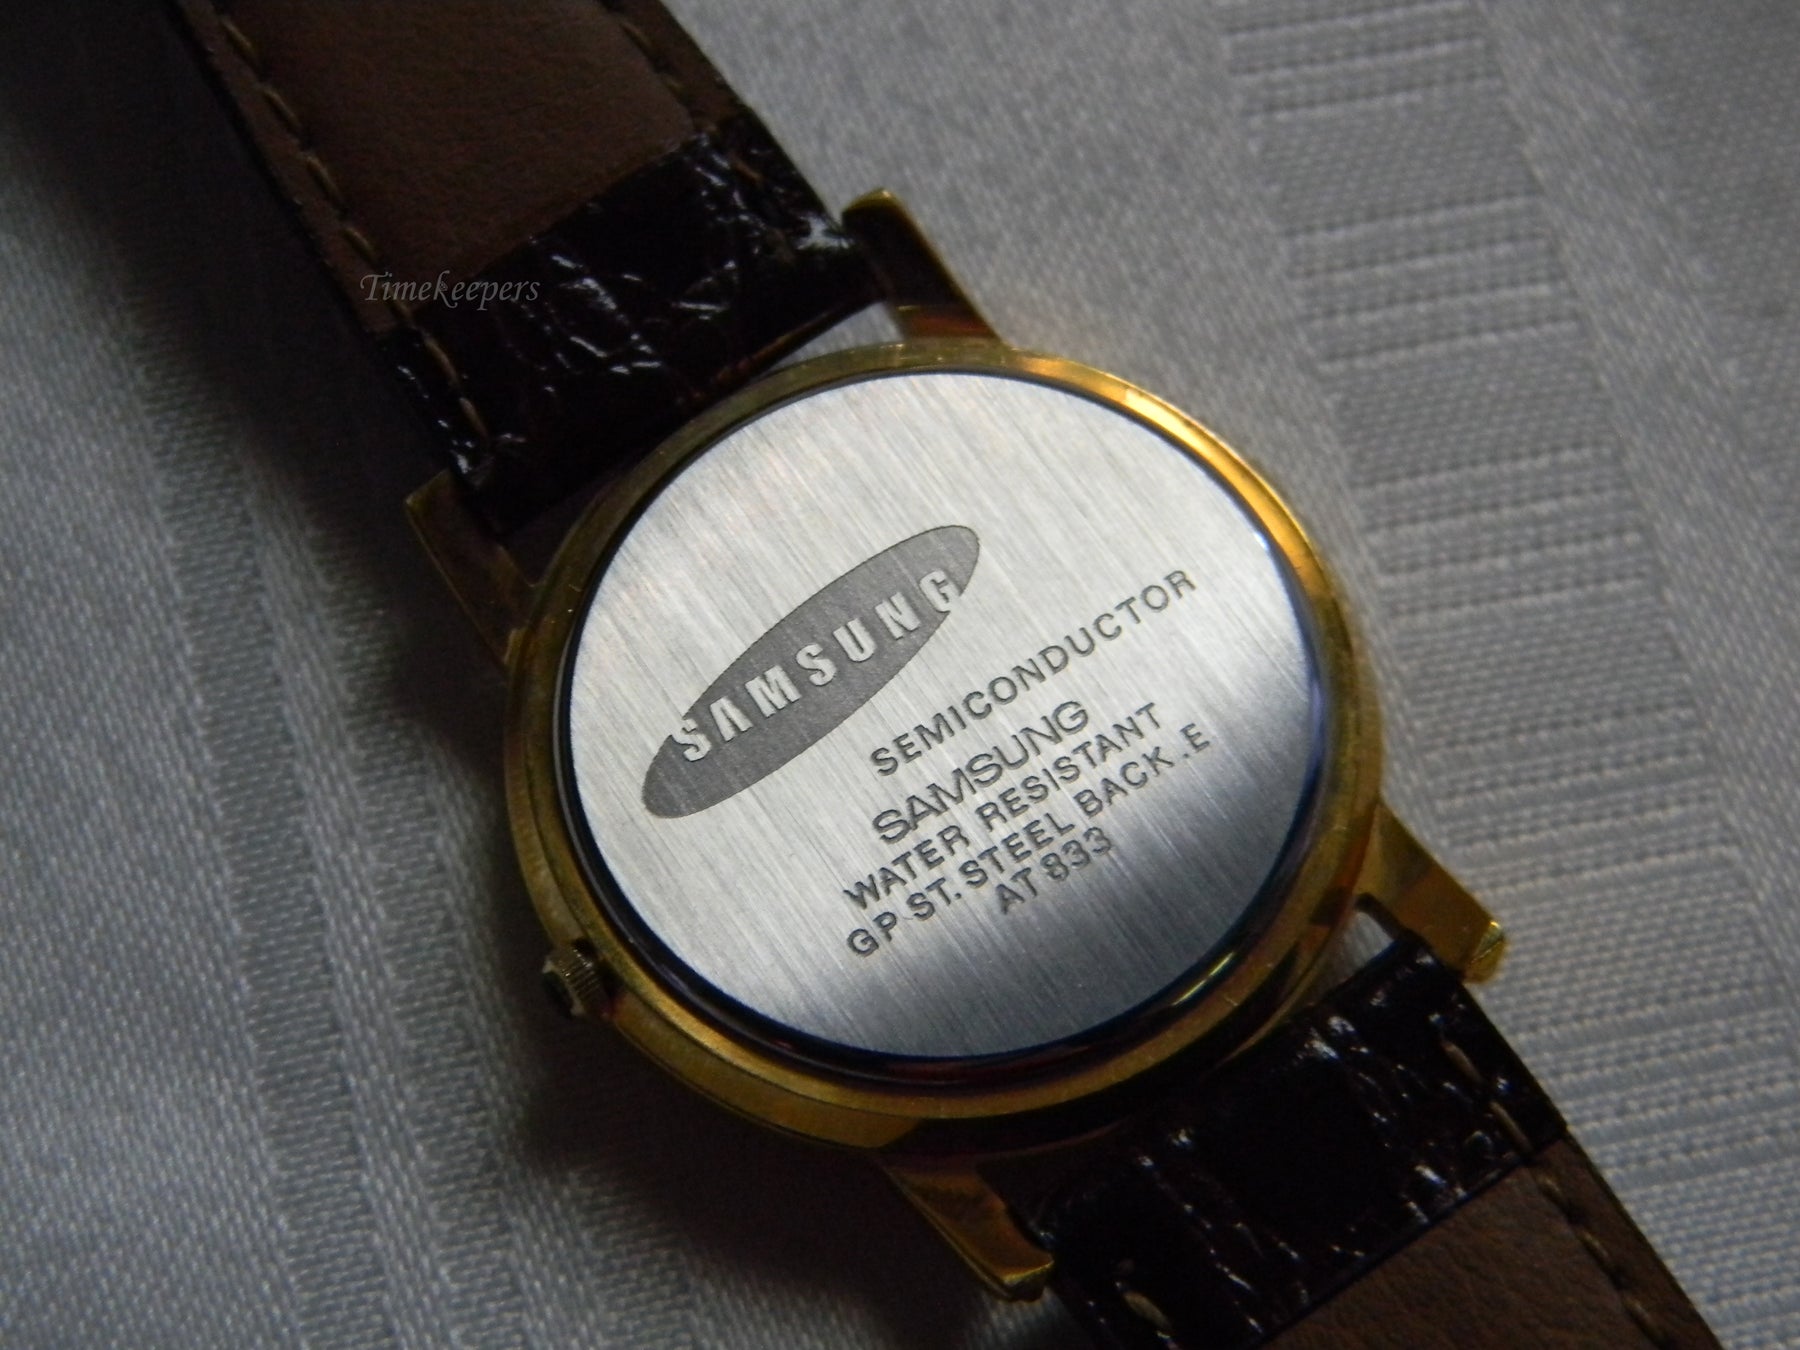 Timekeepers
SAMSUNG
SEMICONDUCTOR
SAMSUNG
WATER RESISTANT
GP.ST.STEEL BACK.E
AT 833